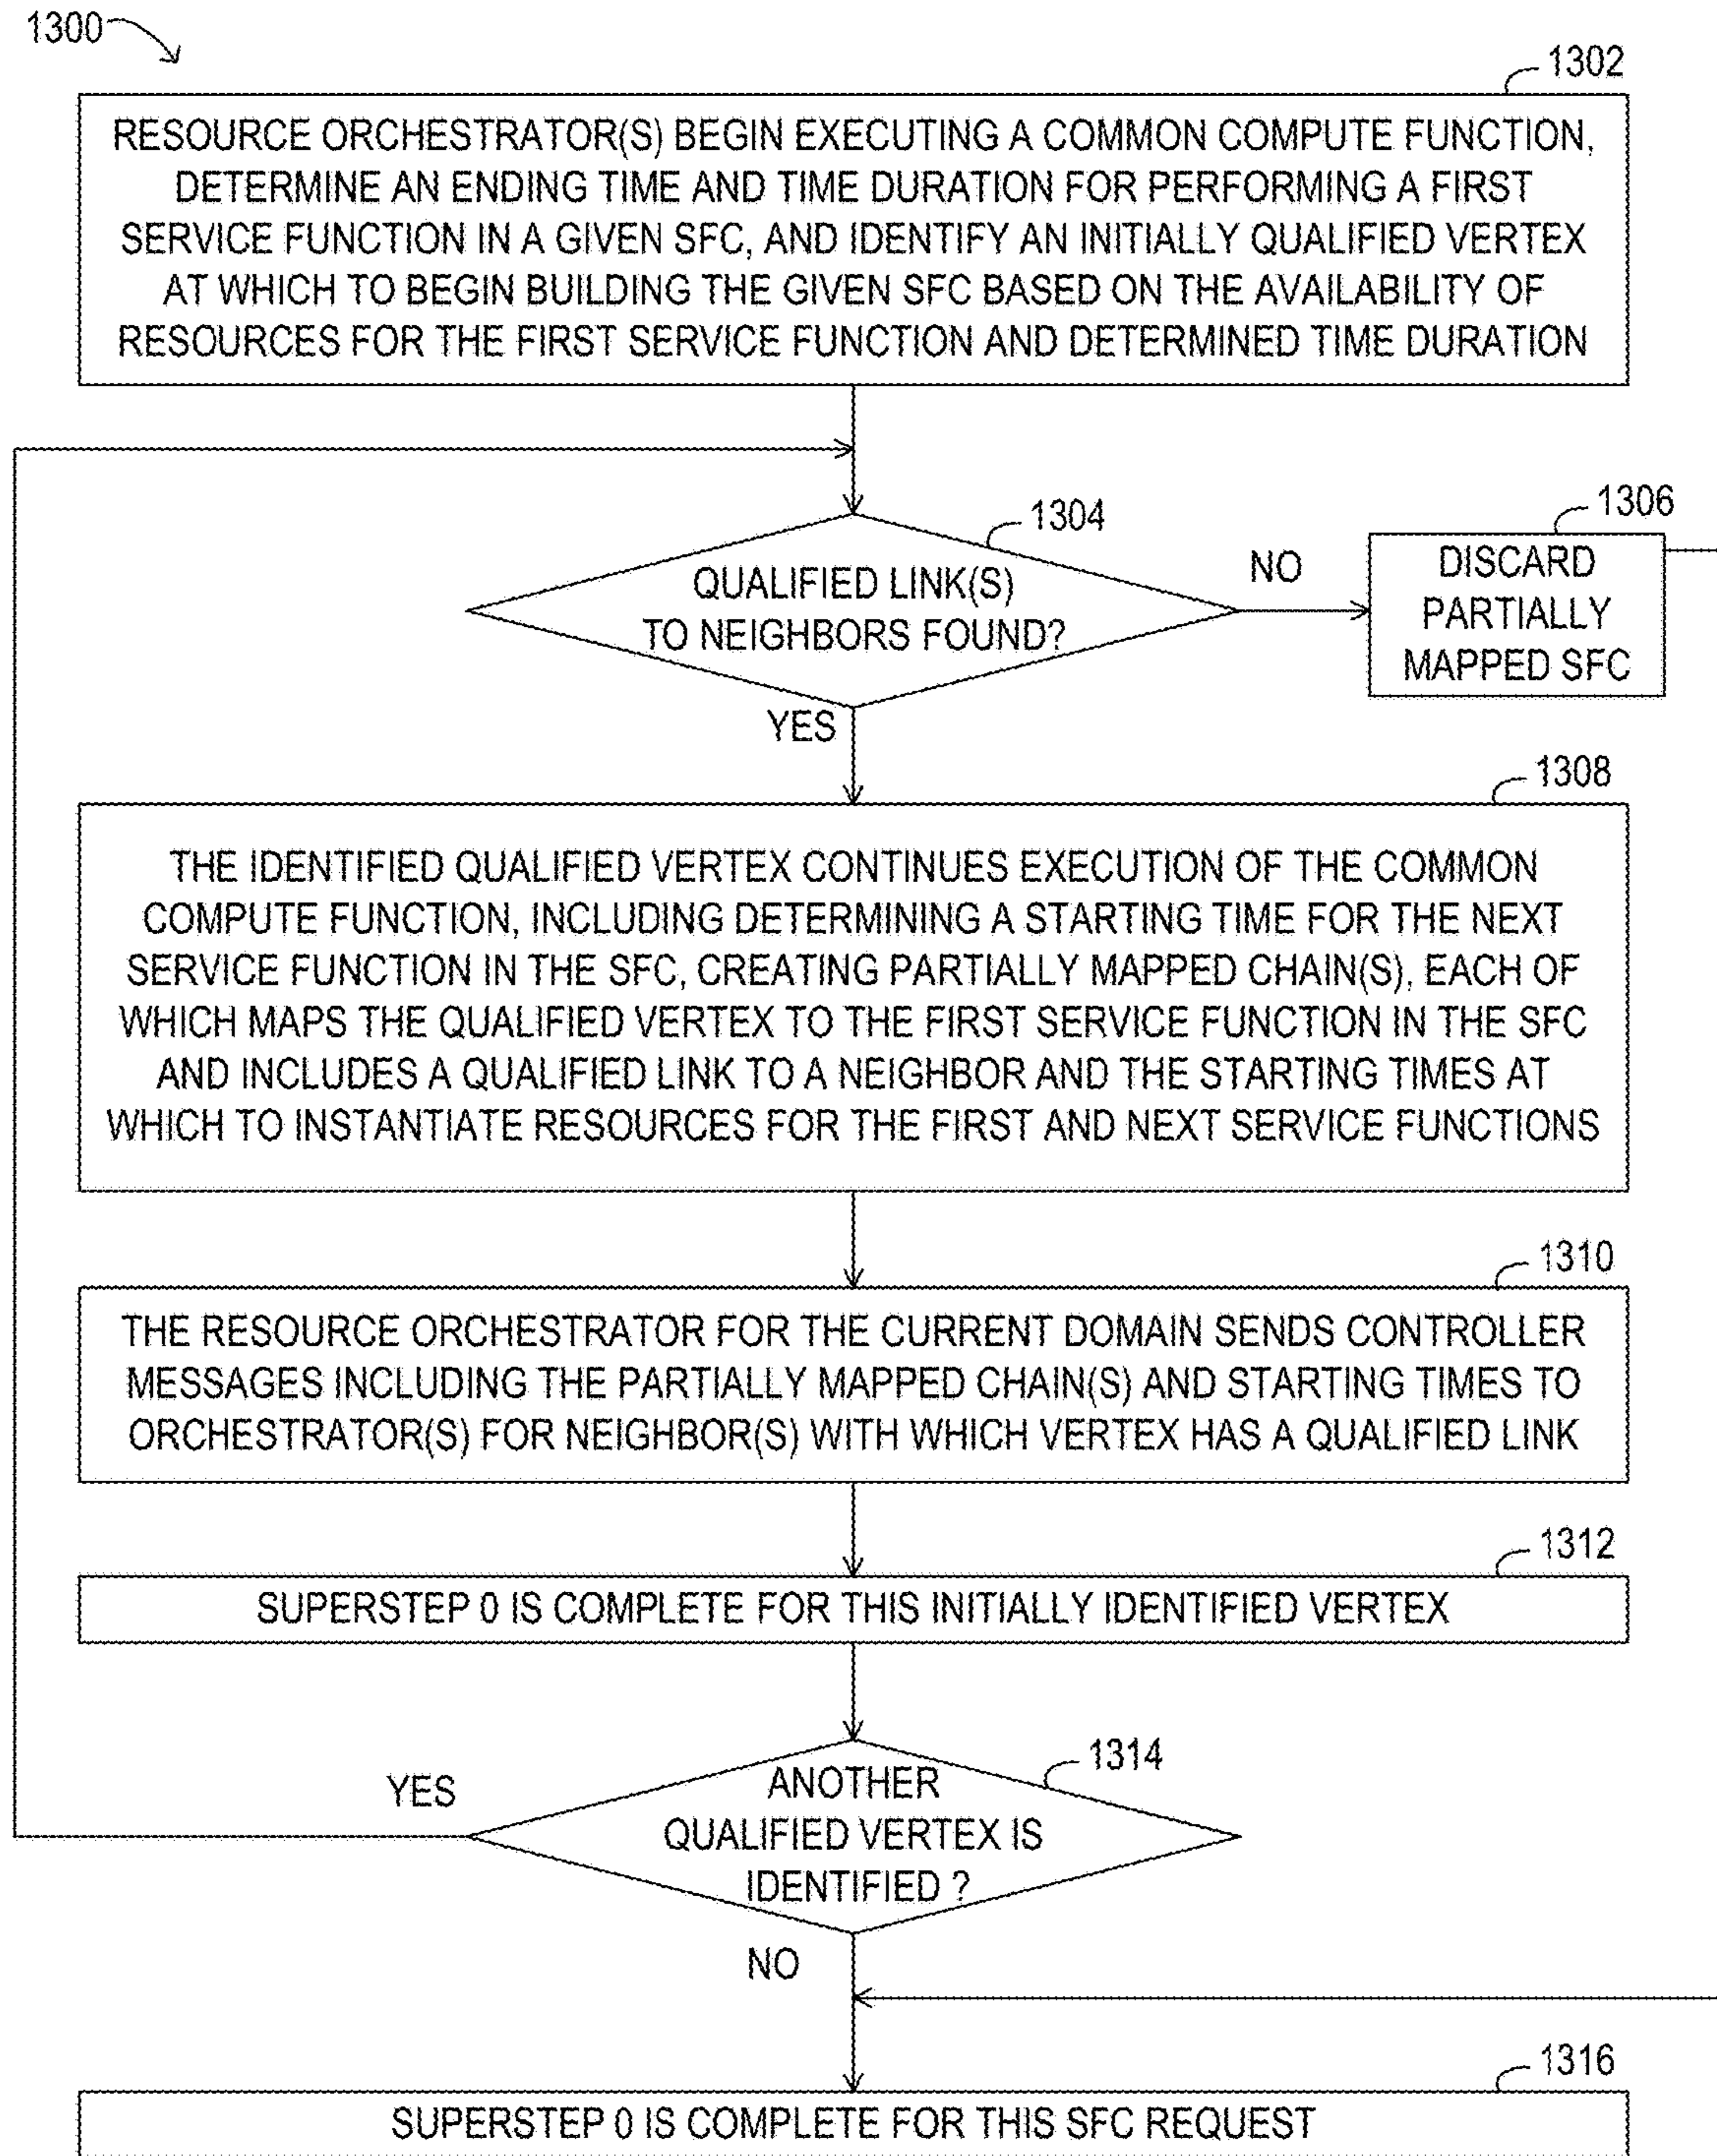 1300
1302
RESOURCE ORCHESTRATOR(S) BEGIN EXECUTING A COMMON COMPUTE FUNCTION,
DETERMINE AN ENDING TIME AND TIME DURATION FOR PERFORMING A FIRST
SERVICE FUNCTION IN A GIVEN SFC, AND IDENTIFY AN INITIALLY QUALIFIED VERTEX
AT WHICH TO BEGIN BUILDING THE GIVEN SFC BASED ON THE AVAILABILITY OF
RESOURCES FOR THE FIRST SERVICE FUNCTION AND DETERMINED TIME DURATION
1304
QUALIFIED LINK(S)
TO NEIGHBORS FOUND?
NO
1306
DISCARD
PARTIALLY
MAPPED SFC
YES
1308
THE IDENTIFIED QUALIFIED VERTEX CONTINUES EXECUTION OF THE COMMON
COMPUTE FUNCTION, INCLUDING DETERMINING A STARTING TIME FOR THE NEXT
SERVICE FUNCTION IN THE SFC, CREATING PARTIALLY MAPPED CHAIN(S), EACH OF
WHICH MAPS THE QUALIFIED VERTEX TO THE FIRST SERVICE FUNCTION IN THE SFC
AND INCLUDES A QUALIFIED LINK TO A NEIGHBOR AND THE STARTING TIMES AT
WHICH TO INSTANTIATE RESOURCES FOR THE FIRST AND NEXT SERVICE FUNCTIONS
1310
THE RESOURCE ORCHESTRATOR FOR THE CURRENT DOMAIN SENDS CONTROLLER
MESSAGES INCLUDING THE PARTIALLY MAPPED CHAIN(S) AND STARTING TIMES TO
ORCHESTRATOR(S) FOR NEIGHBOR(S) WITH WHICH VERTEX HAS A QUALIFIED LINK
1312
SUPERSTEP 0 IS COMPLETE FOR THIS INITIALLY IDENTIFIED VERTEX
1314
YES
ANOTHER
QUALIFIED VERTEX IS
IDENTIFIED ?
NO
1316
SUPERSTEP 0 IS COMPLETE FOR THIS SFC REQUEST